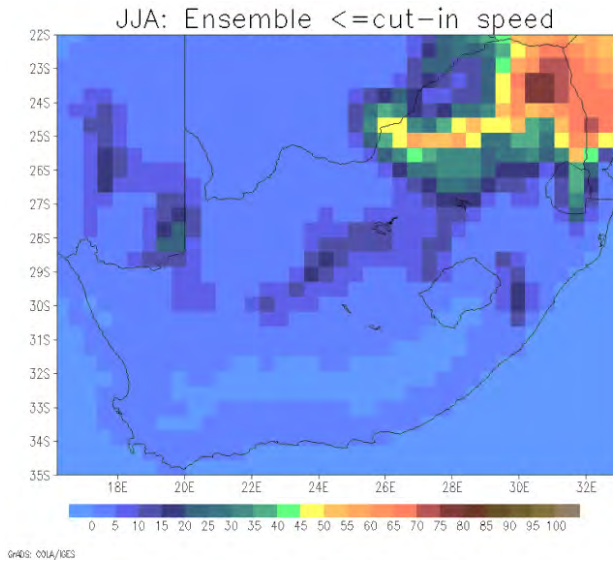 JJA: Ensemble <=cut-in speed
22S
23S
24S
25S
26S
27S
28S
29S
30S
31S
32S
33S
34S
35S
18E 20E 22E 24E 26E 28E 30E 32E
0 5 10 15 20 25 30 35 40 45 50 55 60 65 70 75 80 85 90 95 100
GrADS: COLA/IGES